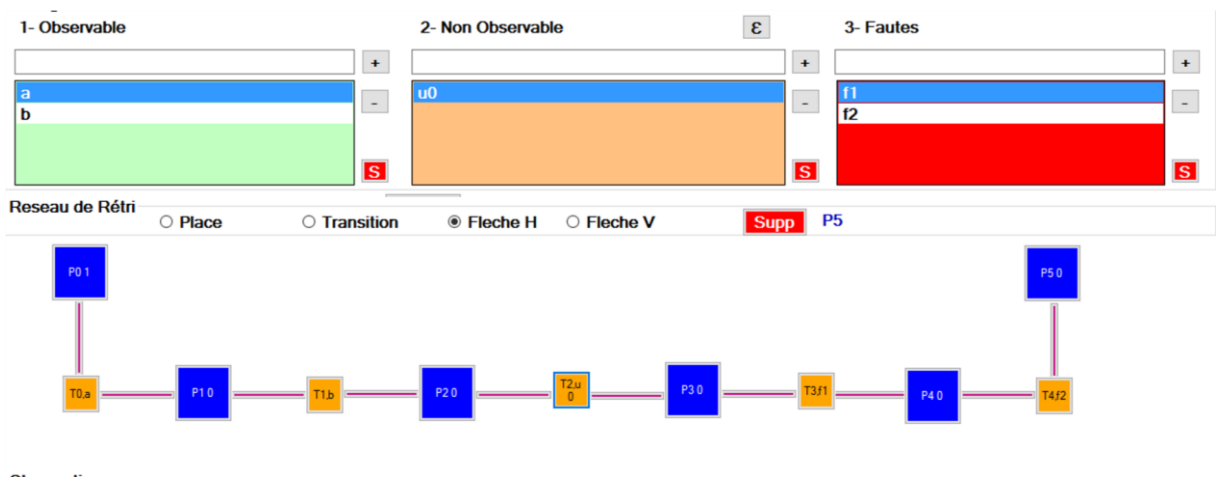 1- Observable 2- Non Observable ε 3- Fautes
+ + +
a u0 f1
- - -
b f2
S S S
Reseau de Rétri
Place Transition Fleche H Fleche V Supp P5
P0 1 P5 0
T0,a P1 0 T1,b P2 0 T2,u P3 0 T3,f1 P4 0 T4,f2
0